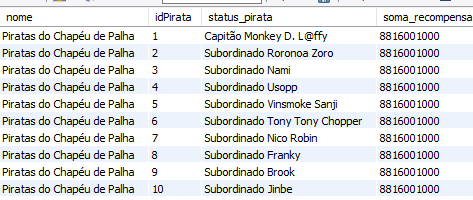 nome idPirata status_pirata soma_recompensa
Piratas do Chapéu de Palha 1 Capitão Monkey D. L@ffy 8816001000
Piratas do Chapéu de Palha 2 Subordinado Roronoa Zoro 8816001000
Piratas do Chapéu de Palha 3 Subordinado Nami 8816001000
Piratas do Chapéu de Palha 4 Subordinado Usopp 8816001000
Piratas do Chapéu de Palha 5 Subordinado Vinsmoke Sanji 8816001000
Piratas do Chapéu de Palha 6 Subordinado Tony Tony Chopper 8816001000
Piratas do Chapéu de Palha 7 Subordinado Nico Robin 8816001000
Piratas do Chapéu de Palha 8 Subordinado Franky 8816001000
Piratas do Chapéu de Palha 9 Subordinado Brook 8816001000
Piratas do Chapéu de Palha 10 Subordinado Jinbe 8816001000